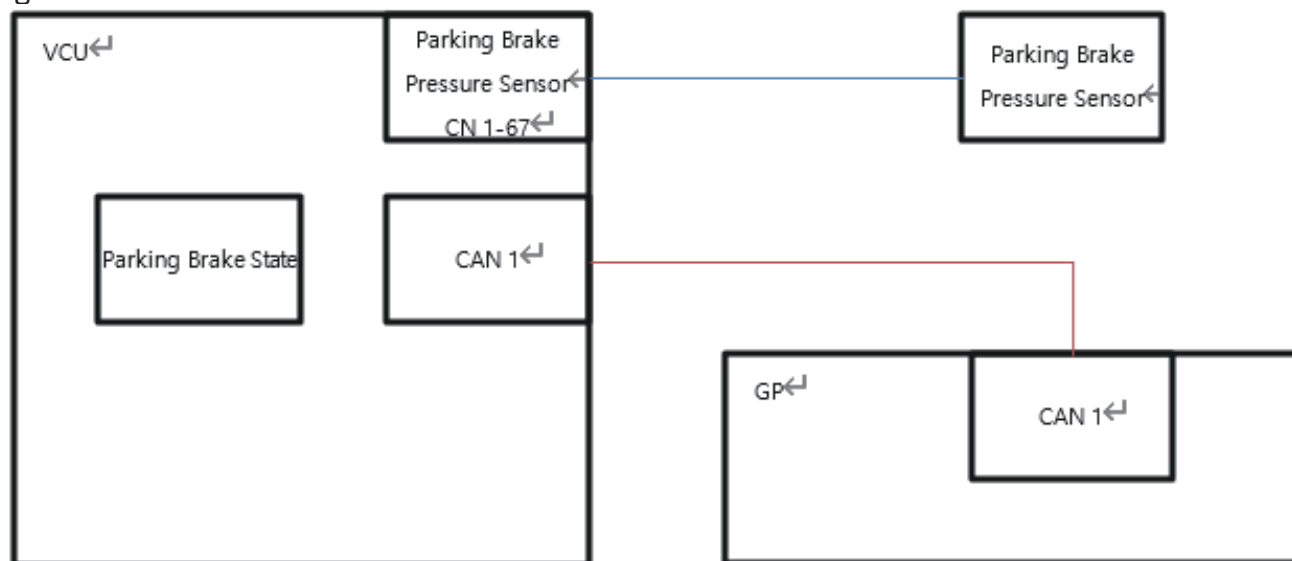 VCU
Parking Brake
Pressure Sensor
CN 1-67
Parking Brake
Pressure Sensor
Parking Brake State
CAN 1
GP
CAN 1